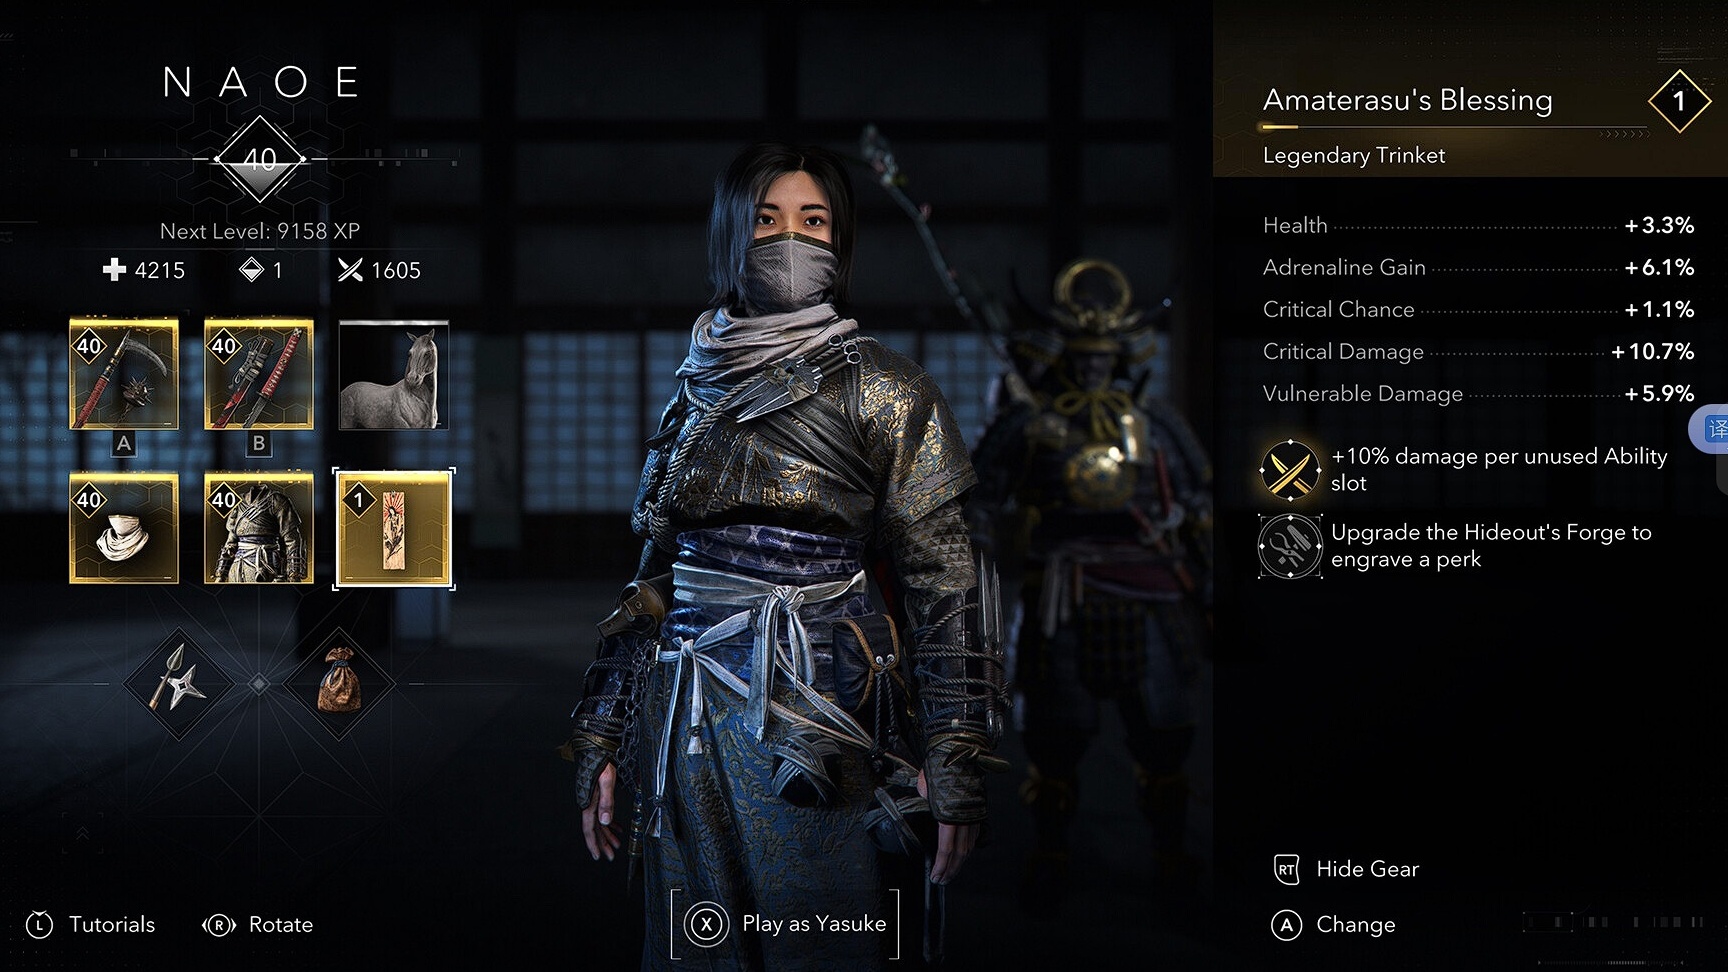 NAOE
40
Next Level: 9158 XP
4215 1 1605
40 40
A B
40 40 1
L Tutorials R Rotate
X Play as Yasuke
Amaterasu's Blessing 1
Legendary Trinket
Health +3.3%
Adrenaline Gain +6.1%
Critical Chance +1.1%
Critical Damage +10.7%
Vulnerable Damage +5.9%
译
+10% damage per unused Ability
slot
Upgrade the Hideout's Forge to
engrave a perk
RT Hide Gear
A Change